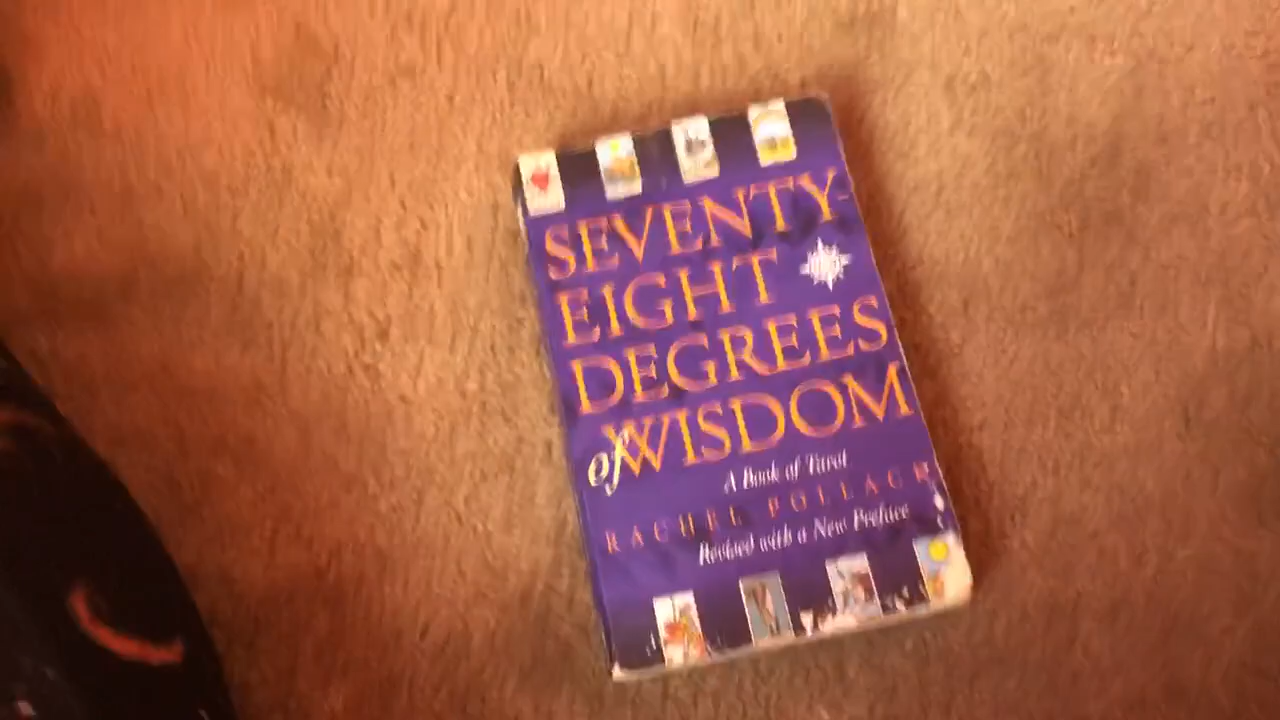 SEVENTY-
EIGHT
DEGREES
of WISDOM
A Book of Tarot
RACHEL POLLACK
Revised with a New Preface